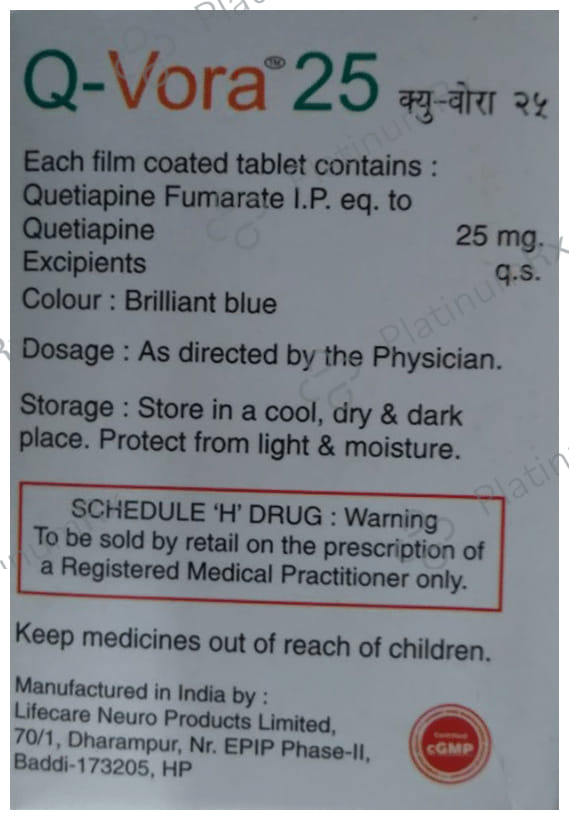 Q-Vora™ 25 क्यु-वोरा २५
Each film coated tablet contains :
Quetiapine Fumarate I.P. eq. to
Quetiapine 25 mg.
Excipients q.s.
Colour : Brilliant blue
Dosage : As directed by the Physician.
Storage : Store in a cool, dry & dark
place. Protect from light & moisture.
SCHEDULE ‘H’ DRUG : Warning
To be sold by retail on the prescription of
a Registered Medical Practitioner only.
Keep medicines out of reach of children.
Manufactured in India by :
Lifecare Neuro Products Limited,
70/1, Dharampur, Nr. EPIP Phase-II,
Baddi-173205, HP
Certified
cGMP
PlatinumRx